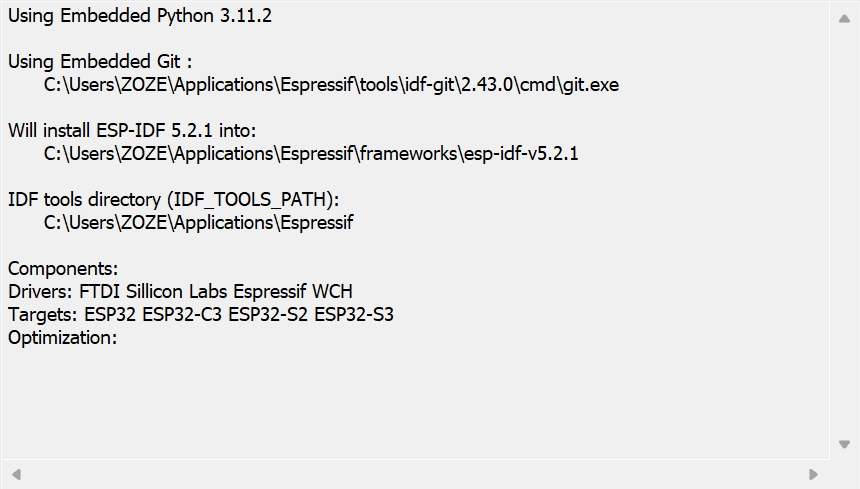 Using Embedded Python 3.11.2
Using Embedded Git :
C:\Users\ZOZE\Applications\Espressif\tools\idf-git\2.43.0\cmd\git.exe
Will install ESP-IDF 5.2.1 into:
C:\Users\ZOZE\Applications\Espressif\frameworks\esp-idf-v5.2.1
IDF tools directory (IDF_TOOLS_PATH):
C:\Users\ZOZE\Applications\Espressif
Components:
Drivers: FTDI Sillicon Labs Espressif WCH
Targets: ESP32 ESP32-C3 ESP32-S2 ESP32-S3
Optimization: